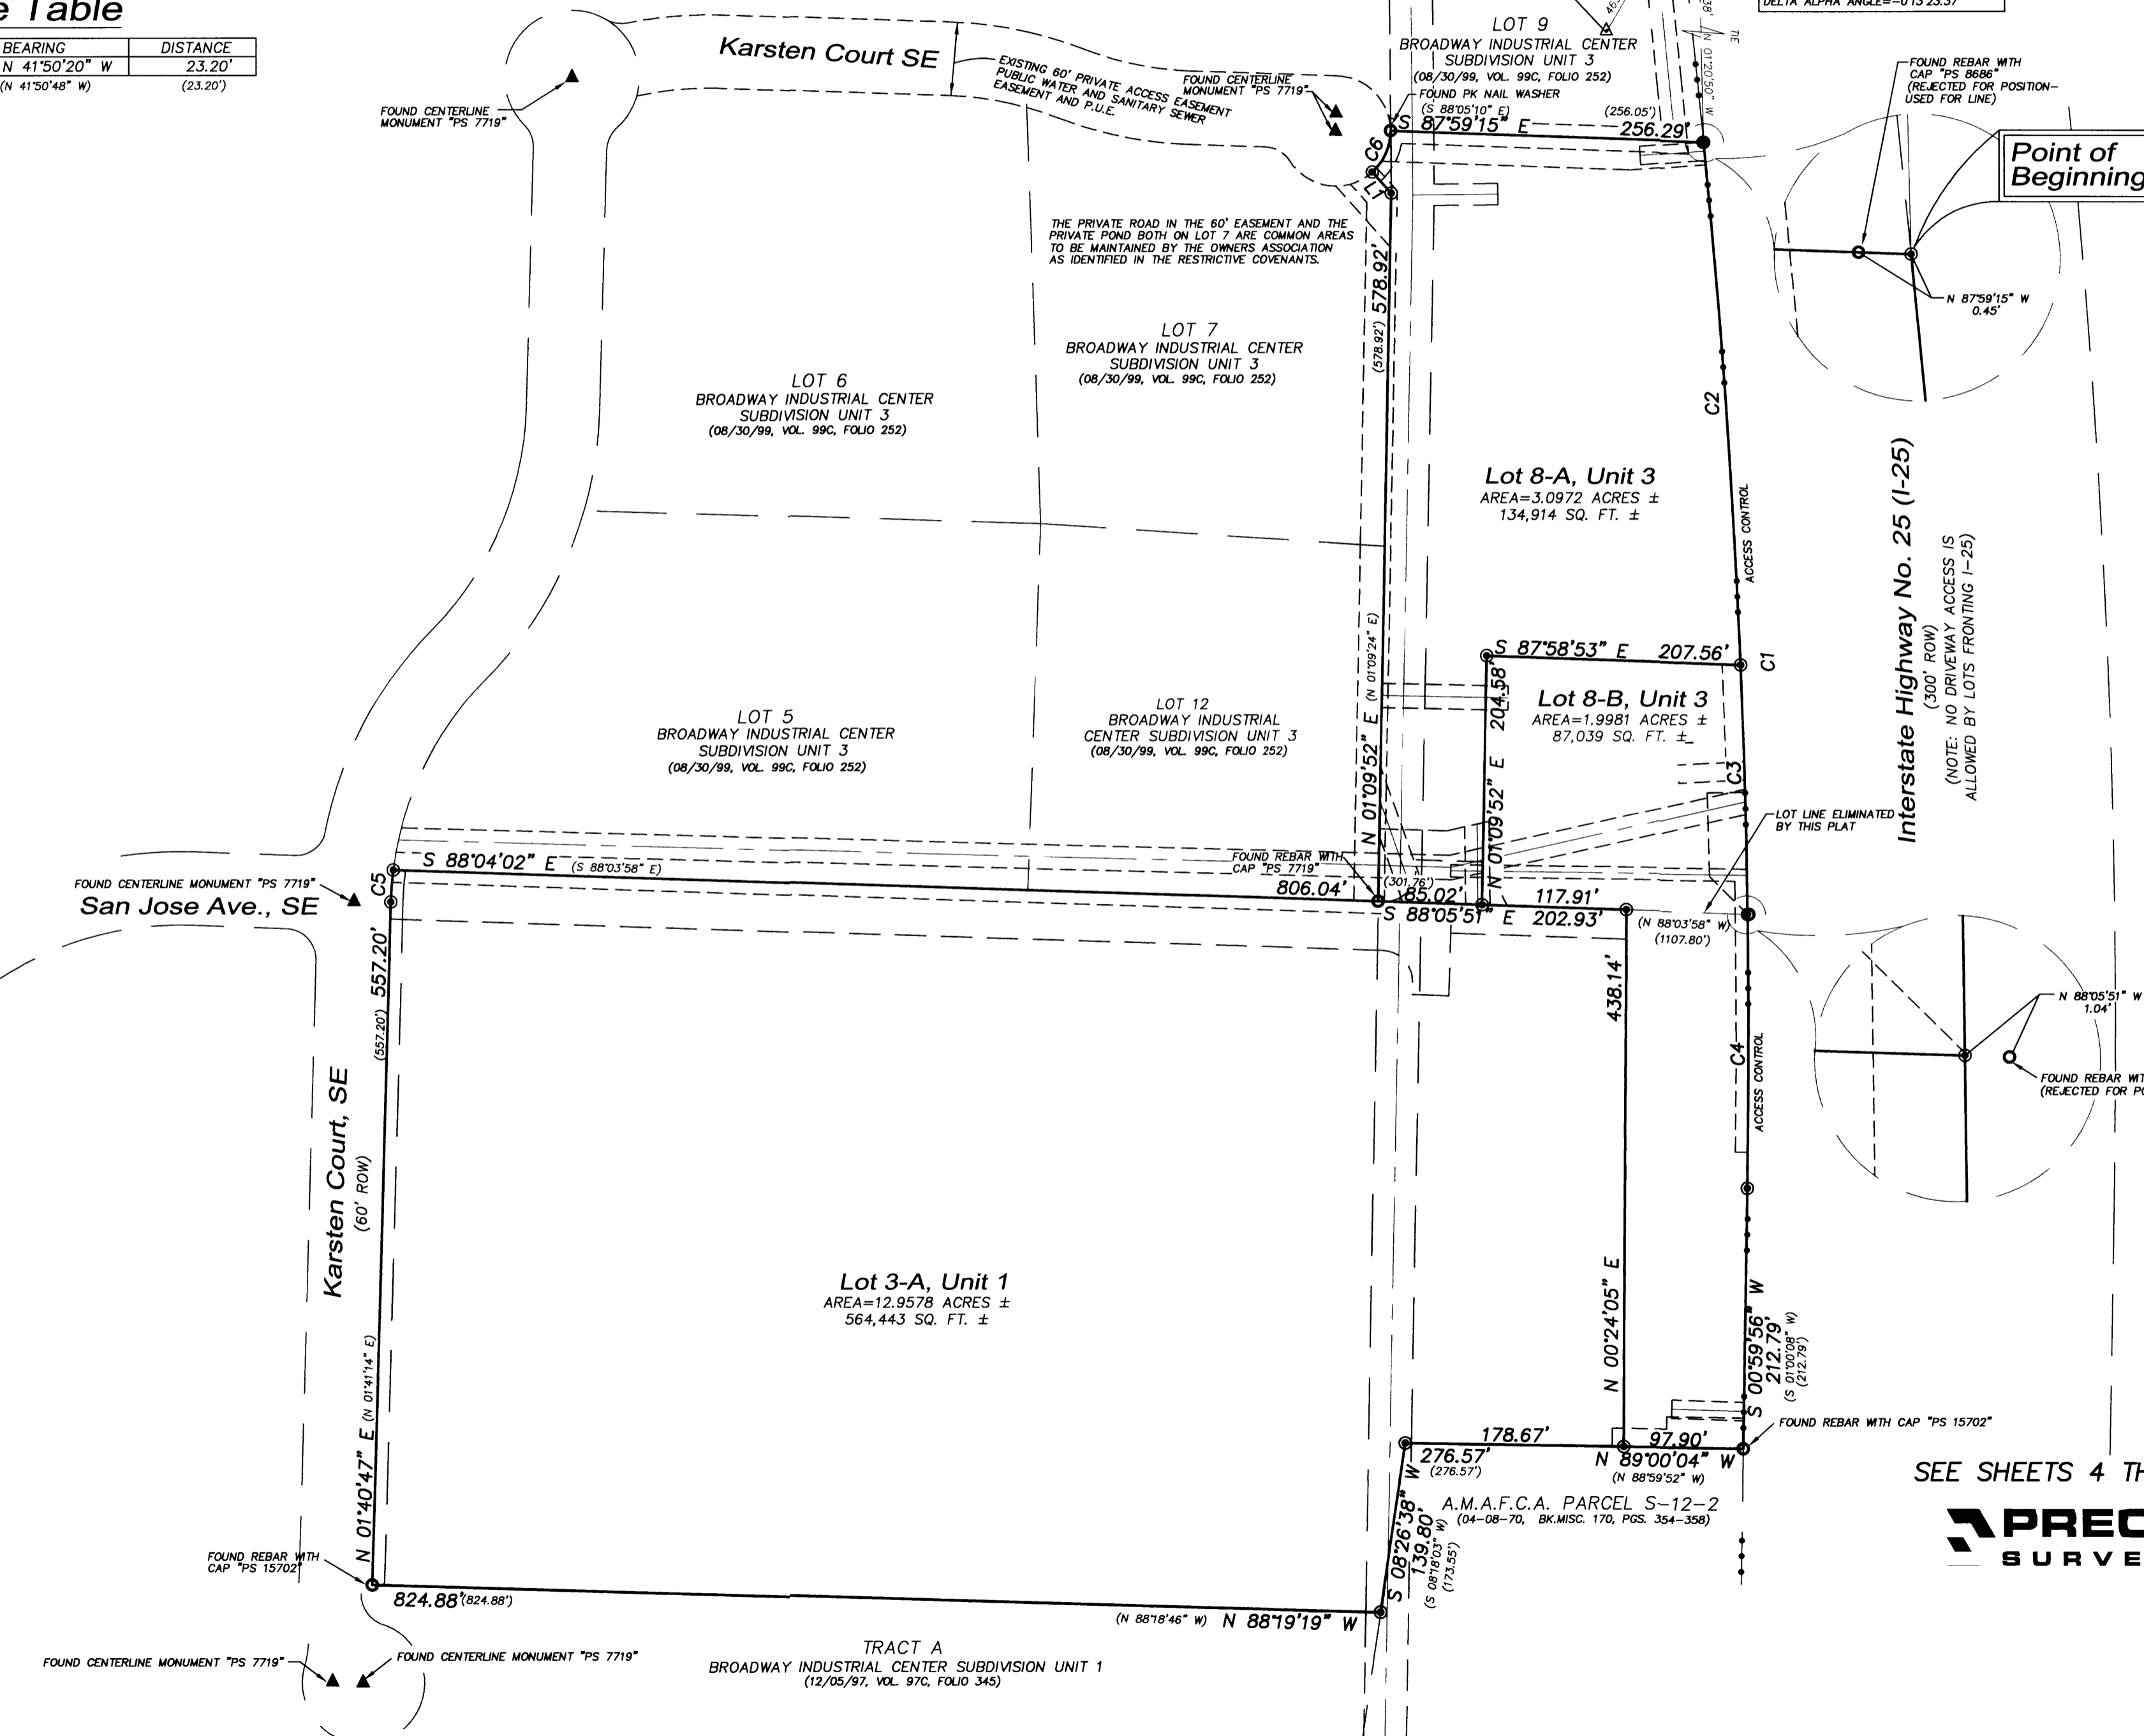 e Table
BEARING DISTANCE
N 41°50'20" W 23.20'
(N 41°50'48" W) (23.20')
FOUND CENTERLINE
MONUMENT "PS 7719"
Karsten Court SE
EXISTING 60' PRIVATE ACCESS EASEMENT
PUBLIC WATER AND SANITARY SEWER
EASEMENT AND P.U.E.
FOUND CENTERLINE
MONUMENT "PS 7719"
LOT 9
BROADWAY INDUSTRIAL CENTER
SUBDIVISION UNIT 3
(08/30/99, VOL. 99C, FOLIO 252)
FOUND PK NAIL WASHER
(S 88°05'10" E) (256.05')
S 87°59'15" E 256.29'
TIE
N 01°20'50" W
FOUND REBAR WITH
CAP "PS 8686"
(REJECTED FOR POSITION-
USED FOR LINE)
Point of
Beginning
N 87°59'15" W
0.45'
C6
L1
THE PRIVATE ROAD IN THE 60' EASEMENT AND THE
PRIVATE POND BOTH ON LOT 7 ARE COMMON AREAS
TO BE MAINTAINED BY THE OWNERS ASSOCIATION
AS IDENTIFIED IN THE RESTRICTIVE COVENANTS.
LOT 6
BROADWAY INDUSTRIAL CENTER
SUBDIVISION UNIT 3
(08/30/99, VOL. 99C, FOLIO 252)
LOT 7
BROADWAY INDUSTRIAL CENTER
SUBDIVISION UNIT 3
(08/30/99, VOL. 99C, FOLIO 252)
N 01°09'52" E (N 01°09'24" E) (578.92') 578.92'
C2
Lot 8-A, Unit 3
AREA=3.0972 ACRES ±
134,914 SQ. FT. ±
ACCESS CONTROL
Interstate Highway No. 25 (I-25)
(300' ROW)
(NOTE: NO DRIVEWAY ACCESS IS
ALLOWED BY LOTS FRONTING I-25)
S 87°58'53" E 207.56'
C1
Lot 8-B, Unit 3
AREA=1.9981 ACRES ±
87,039 SQ. FT. ±
N 01°09'52" E 204.58'
C3
LOT 5
BROADWAY INDUSTRIAL CENTER
SUBDIVISION UNIT 3
(08/30/99, VOL. 99C, FOLIO 252)
LOT 12
BROADWAY INDUSTRIAL
CENTER SUBDIVISION UNIT 3
(08/30/99, VOL. 99C, FOLIO 252)
LOT LINE ELIMINATED
BY THIS PLAT
FOUND CENTERLINE MONUMENT "PS 7719"
San Jose Ave., SE
C5
S 88°04'02" E (S 88°03'58" E) 806.04'
FOUND REBAR WITH
CAP "PS 7719"
(301.76')
85.02' 117.91'
S 88°05'51" E 202.93'
(N 88°03'58" W)
(1107.80')
N 88°05'51" W
1.04'
FOUND REBAR WIT
(REJECTED FOR PO
C4
ACCESS CONTROL
N 01°40'47" E (N 01°41'14" E) (557.20') 557.20'
Karsten Court, SE
(60' ROW)
Lot 3-A, Unit 1
AREA=12.9578 ACRES ±
564,443 SQ. FT. ±
N 00°24'05" E 438.14'
S 00°59'56" W
212.79'
(S 01°00'08" W)
(212.79')
FOUND REBAR WITH CAP "PS 15702"
178.67' 97.90'
276.57' N 89°00'04" W
(276.57') (N 88°59'52" W)
A.M.A.F.C.A. PARCEL S-12-2
(04-08-70, BK.MISC. 170, PGS. 354-358)
S 08°26'38" W
139.80'
(S 08°18'03" W)
(173.55')
SEE SHEETS 4 TH
PREC
SURVE
FOUND REBAR WITH
CAP "PS 15702"
824.88' (824.88') (N 88°18'46" W) N 88°19'19" W
TRACT A
BROADWAY INDUSTRIAL CENTER SUBDIVISION UNIT 1
(12/05/97, VOL. 97C, FOLIO 345)
FOUND CENTERLINE MONUMENT "PS 7719"
FOUND CENTERLINE MONUMENT "PS 7719"